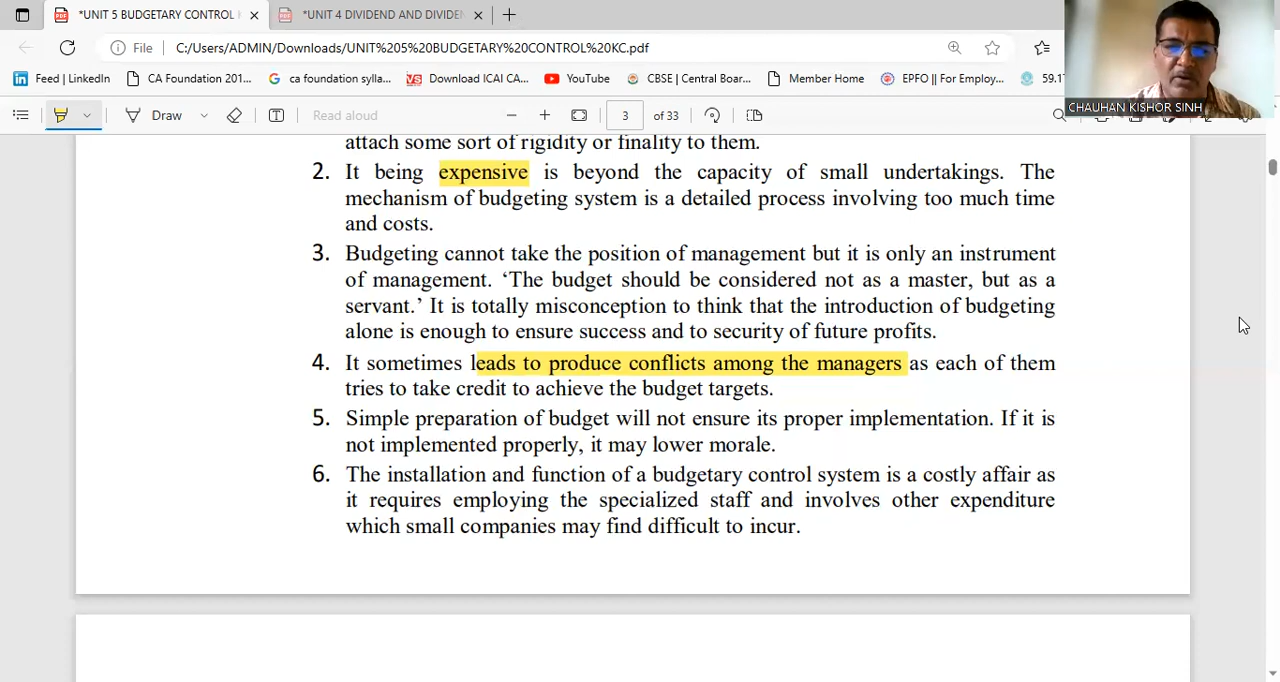 *UNIT 5 BUDGETARY CONTROL
*UNIT 4 DIVIDEND AND DIVIDEN
File
C:/Users/ADMIN/Downloads/UNIT%205%20BUDGETARY%20CONTROL%20KC.pdf
Feed | LinkedIn
CA Foundation 201...
ca foundation sylla...
Download ICAI CA...
YouTube
CBSE | Central Boar...
Member Home
EPFO || For Employ...
59.1
CHAUHAN KISHOR SINH
Draw
Read aloud
3
of 33
attach some sort of rigidity or finality to them.
2. It being expensive is beyond the capacity of small undertakings. The
mechanism of budgeting system is a detailed process involving too much time
and costs.
3. Budgeting cannot take the position of management but it is only an instrument
of management. ‘The budget should be considered not as a master, but as a
servant.’ It is totally misconception to think that the introduction of budgeting
alone is enough to ensure success and to security of future profits.
4. It sometimes leads to produce conflicts among the managers as each of them
tries to take credit to achieve the budget targets.
5. Simple preparation of budget will not ensure its proper implementation. If it is
not implemented properly, it may lower morale.
6. The installation and function of a budgetary control system is a costly affair as
it requires employing the specialized staff and involves other expenditure
which small companies may find difficult to incur.